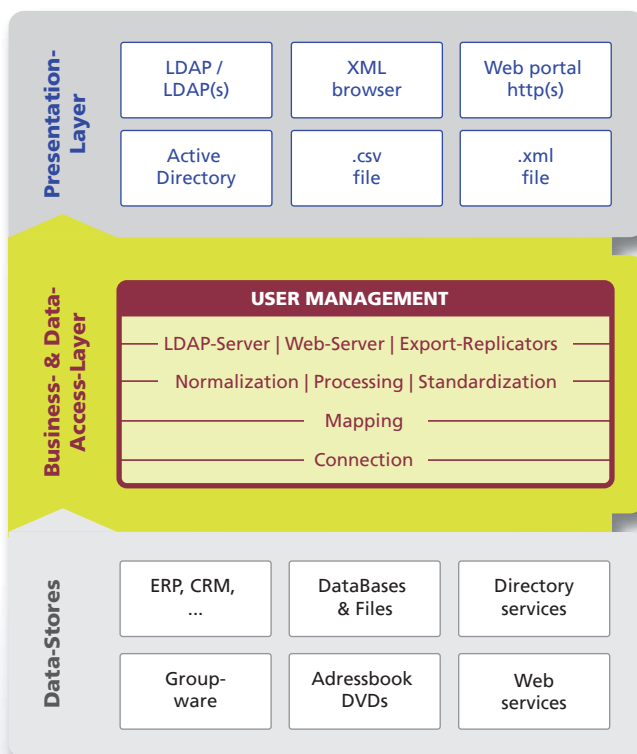 Presentation-
Layer
LDAP /
LDAP(s)
XML
browser
Web portal
http(s)
Active
Directory
.csv
file
.xml
file
Business- & Data-
Access-Layer
USER MANAGEMENT
LDAP-Server | Web-Server | Export-Replicators
Normalization | Processing | Standardization
Mapping
Connection
Data-Stores
ERP, CRM,
...
DataBases
& Files
Directory
services
Group-
ware
Adressbook
DVDs
Web
services